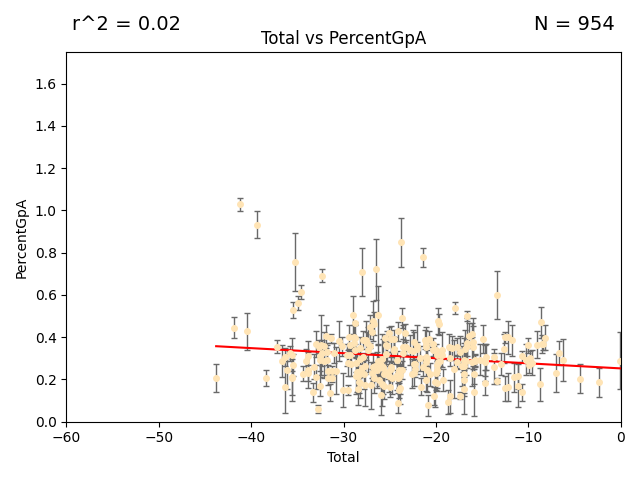 r^2 = 0.02
N = 954
Total vs PercentGpA
PercentGpA
1.6
1.4
1.2
1.0
0.8
0.6
0.4
0.2
0.0
−60 −50 −40 −30 −20 −10 0
Total